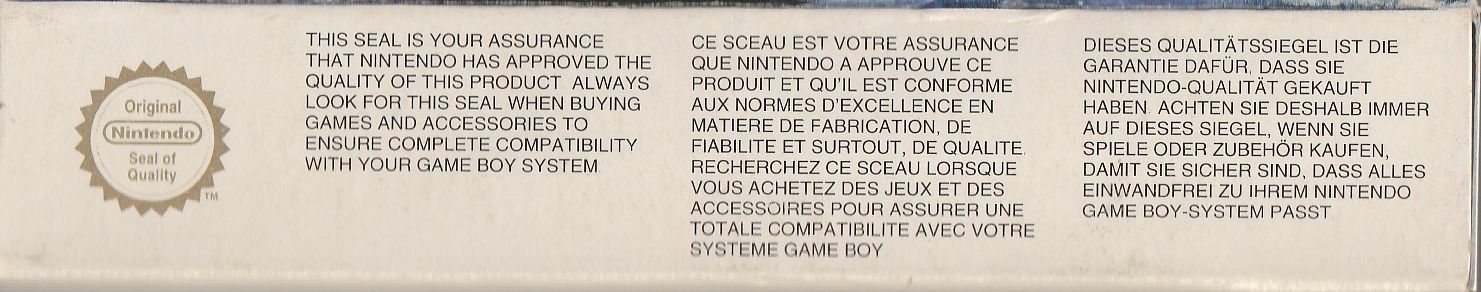 Original
Nintendo
Seal of
Quality
TM
THIS SEAL IS YOUR ASSURANCE
THAT NINTENDO HAS APPROVED THE
QUALITY OF THIS PRODUCT ALWAYS
LOOK FOR THIS SEAL WHEN BUYING
GAMES AND ACCESSORIES TO
ENSURE COMPLETE COMPATIBILITY
WITH YOUR GAME BOY SYSTEM
CE SCEAU EST VOTRE ASSURANCE
QUE NINTENDO A APPROUVE CE
PRODUIT ET QU'IL EST CONFORME
AUX NORMES D'EXCELLENCE EN
MATIERE DE FABRICATION, DE
FIABILITE ET SURTOUT, DE QUALITE.
RECHERCHEZ CE SCEAU LORSQUE
VOUS ACHETEZ DES JEUX ET DES
ACCESSOIRES POUR ASSURER UNE
TOTALE COMPATIBILITE AVEC VOTRE
SYSTEME GAME BOY
DIESES QUALITÄTSSIEGEL IST DIE
GARANTIE DAFÜR, DASS SIE
NINTENDO-QUALITÄT GEKAUFT
HABEN. ACHTEN SIE DESHALB IMMER
AUF DIESES SIEGEL, WENN SIE
SPIELE ODER ZUBEHÖR KAUFEN,
DAMIT SIE SICHER SIND, DASS ALLES
EINWANDFREI ZU IHREM NINTENDO
GAME BOY-SYSTEM PASST.